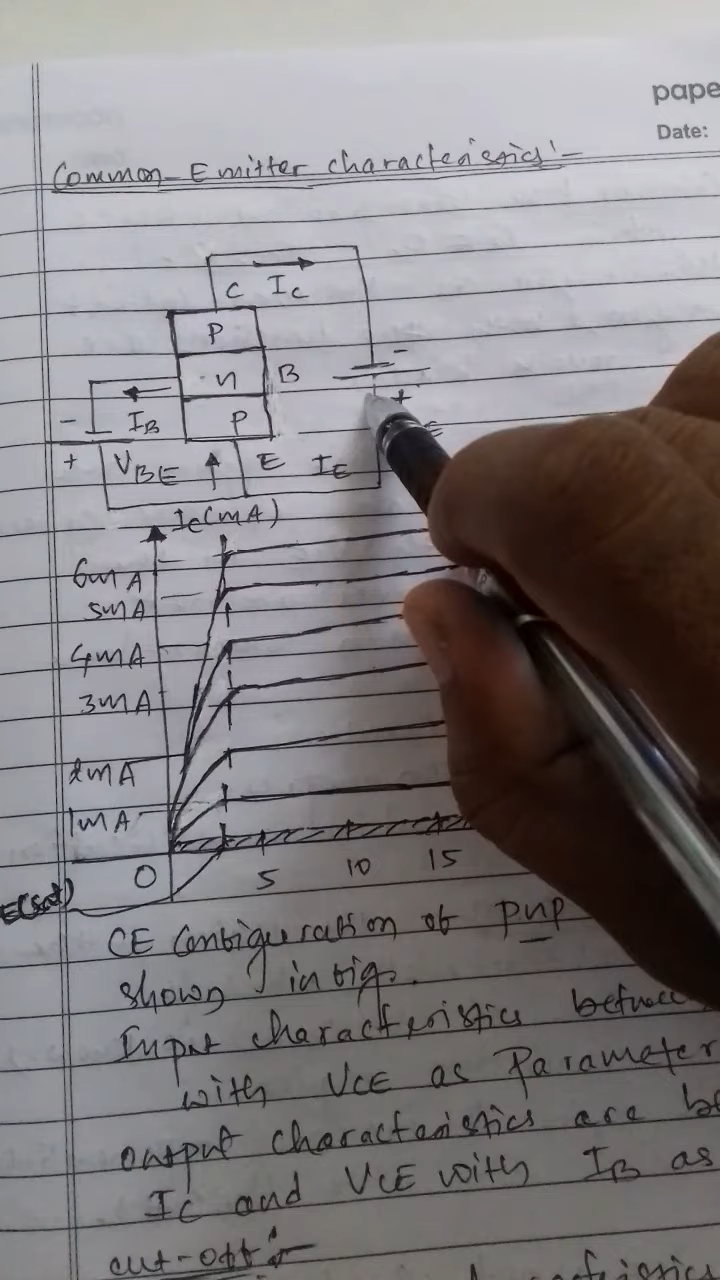 pape
Date:
Common-Emitter characteristics:-
C IC
P
n B
- IB P - +
+ VBE E IE E
Ic(mA)
6mA
5mA
4mA
3mA
2mA
1mA
0 5 10 15
E(sat)
CE Configuration of pnp
shown in fig.
Input characteristics betwee
with VCE as Parameter
output characteristics are be
IC and VCE with IB as
cut-off:-